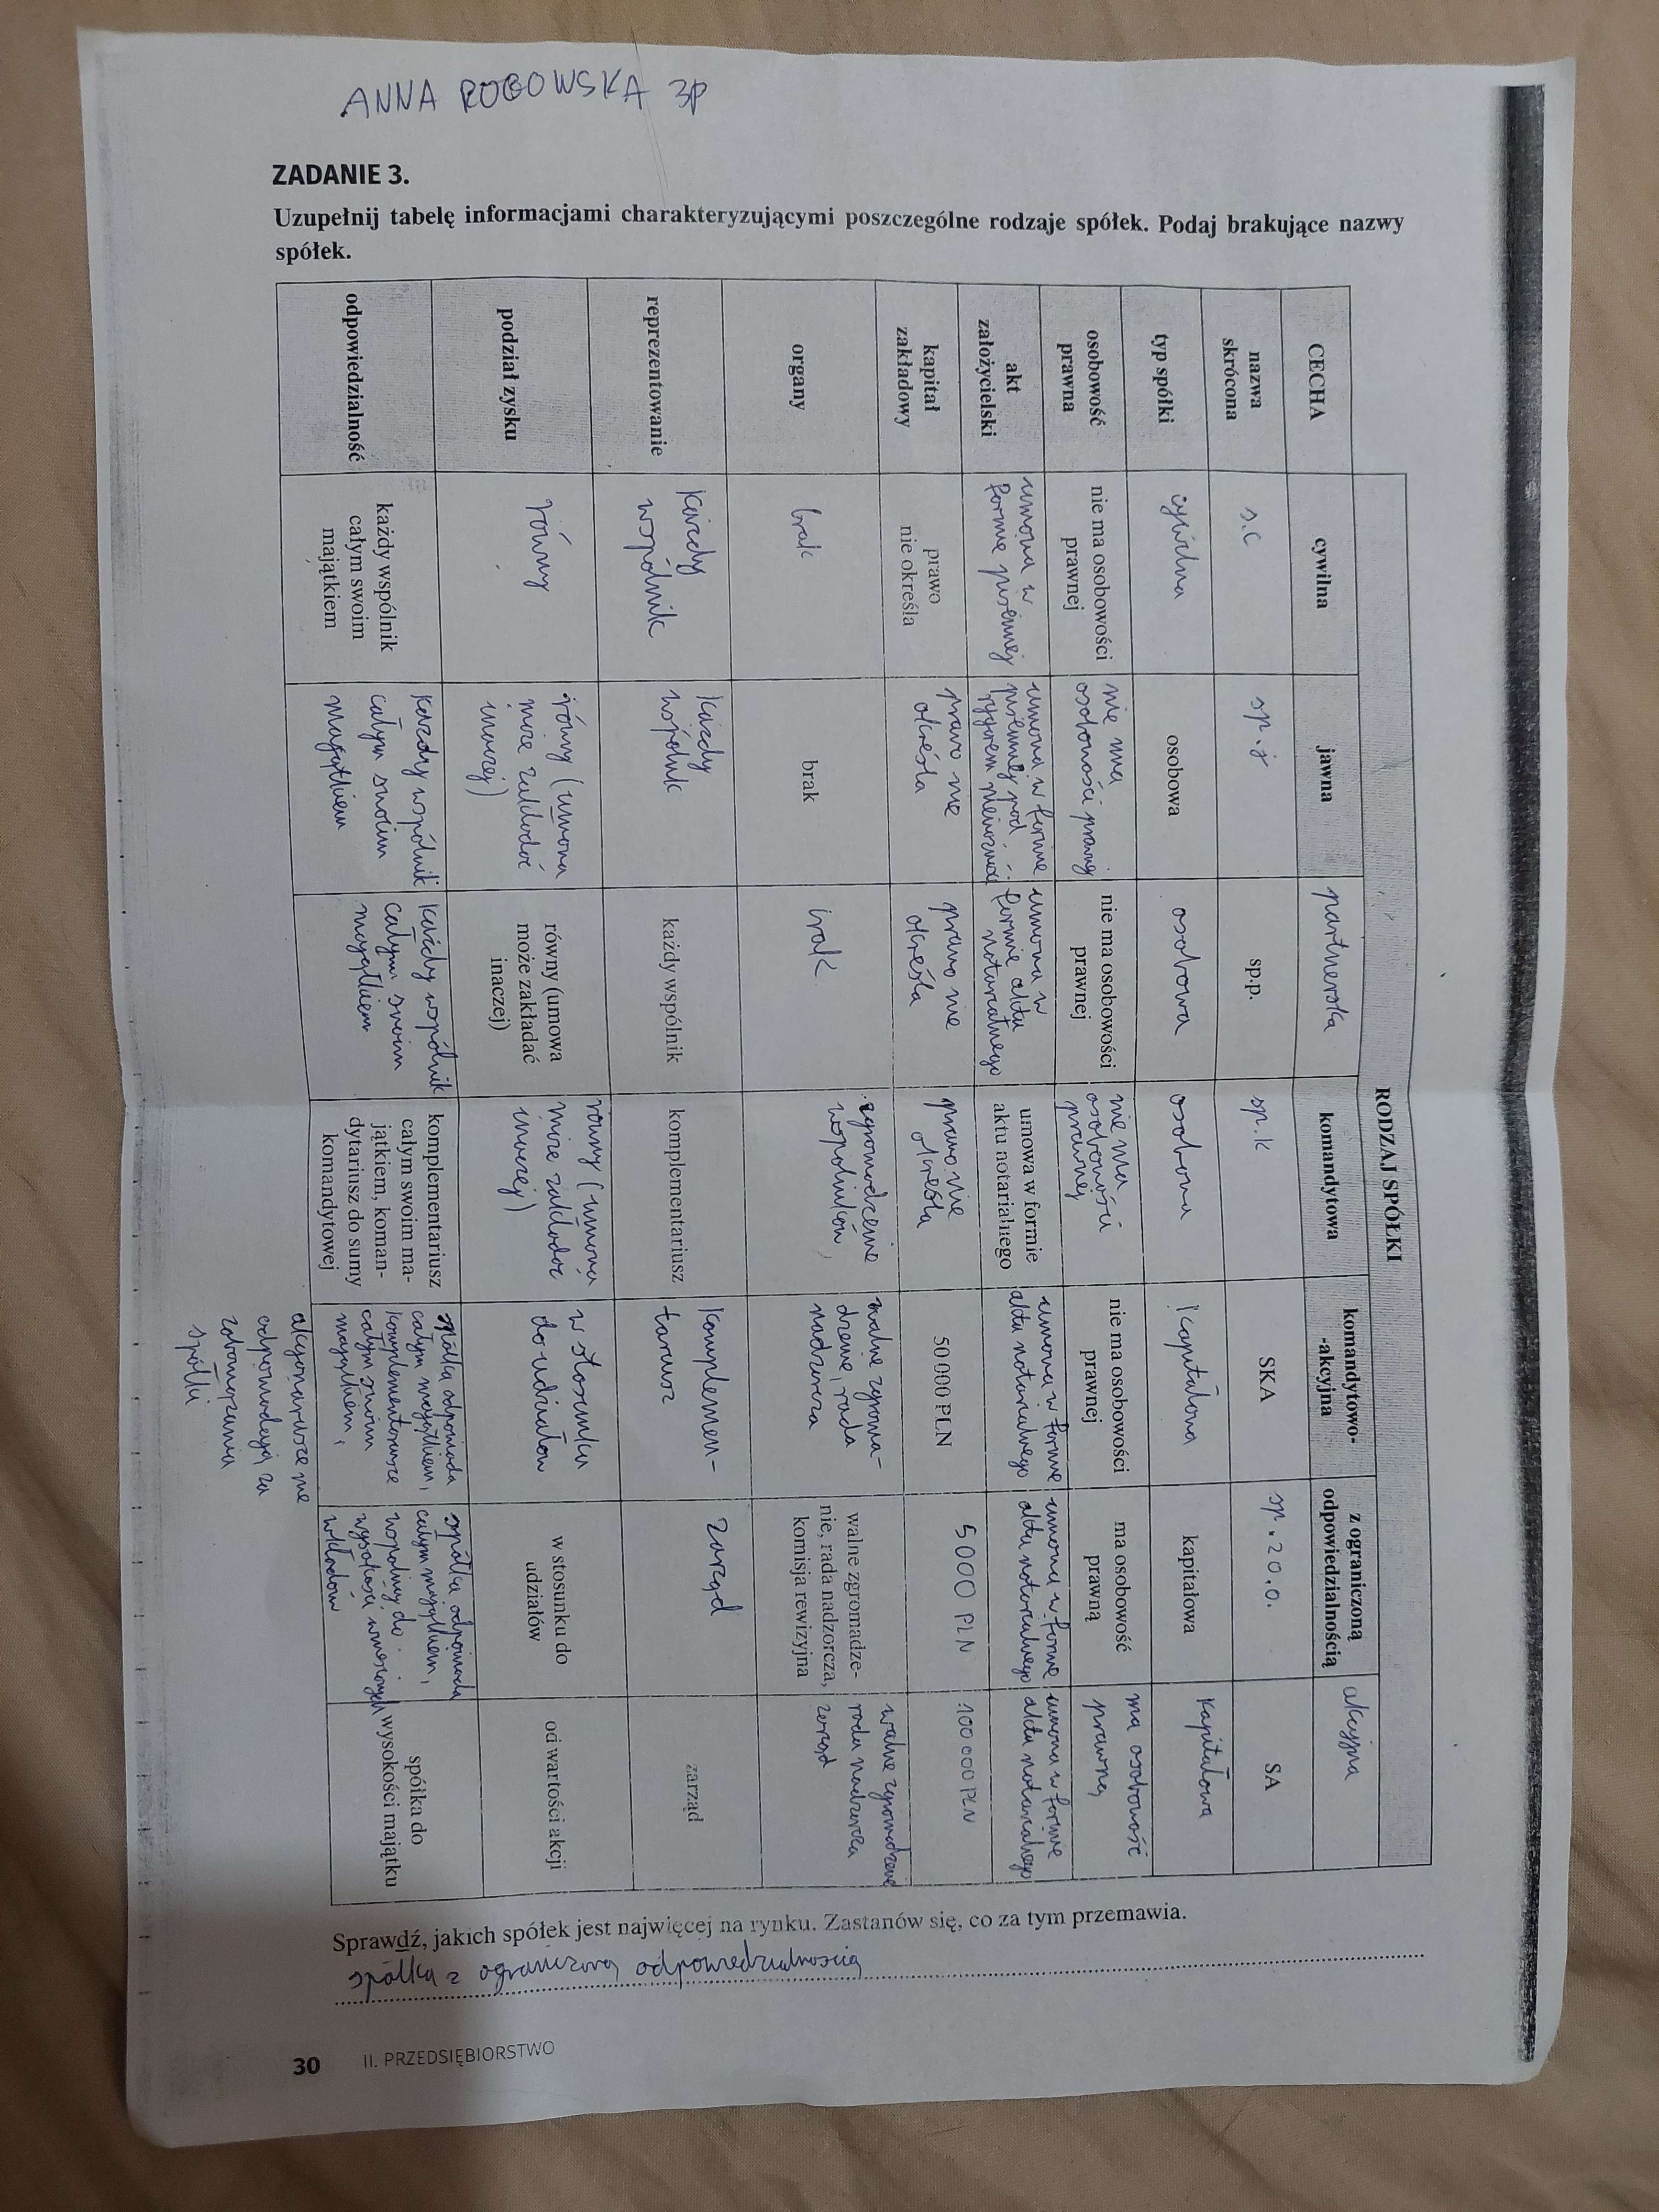 ANNA ROGOWSKA 3P
ZADANIE 3.
Uzupełnij tabelę informacjami charakteryzującymi poszczególne rodzaje spółek. Podaj brakujące nazwy
spółek.
RODZAJ SPÓŁKI
CECHA
cywilna
jawna
partnerska
komandytowa
komandytowo-
-akcyjna
z ograniczoną
odpowiedzialnością
akcyjna
nazwa
skrócona
s.c
sp.j
sp.p.
sp.k
SKA
sp. z o.o.
SA
typ spółki
cywilna
osobowa
osobowa
osobowa
kapitałowa
kapitałowa
kapitałowa
osobowość
prawna
nie ma osobowości
prawnej
nie ma
osobowości prawnej
nie ma osobowości
prawnej
nie ma
osobowości
prawnej
nie ma osobowości
prawnej
ma osobowość
prawną
ma osobowość
prawną
akt
założycielski
umowa w
formie pisemnej
umowa w formie
pisemnej pod
rygorem nieważności
umowa w
formie aktu
notarialnego
umowa w formie
aktu notarialnego
umowa w formie
aktu notarialnego
umowa w formie
aktu notarialnego
umowa w formie
aktu notarialnego
kapitał
zakładowy
prawo
nie określa
prawo nie
określa
prawo nie
określa
prawo nie
określa
50 000 PLN
5000 PLN
100 000 PLN
organy
brak
brak
brak
zgromadzenie
wspólników,
walne zgroma-
dzenie, rada
nadzorcza
walne zgromadze-
nie, rada nadzorcza,
komisja rewizyjna
walne zgromadzenie
rada nadzorcza
zarząd
reprezentowanie
Każdy
wspólnik
Każdy
wspólnik
każdy wspólnik
komplementariusz
Komplemen-
tariusz
zarząd
zarząd
podział zysku
równy
równy (umowa
może zakładać
inaczej)
równy (umowa
może zakładać
inaczej)
równy (umowa
może zakładać
inaczej)
w stosunku
do udziałów
w stosunku do
udziałów
od wartości akcji
odpowiedzialność
każdy wspólnik
całym swoim
majątkiem
Każdy wspólnik
całym swoim
majątkiem
Każdy wspólnik
całym swoim
majątkiem
komplementariusz
całym swoim ma-
jątkiem, koman-
dytariusz do sumy
komandytowej
spółka odpowiada
całym majątkiem,
komplementariusze
całym swoim
majątkiem,
akcjonariusze nie
odpowiadają za
zobowiązania
spółki
spółka odpowiada
całym majątkiem,
wspólnicy do
wysokości wniesionych
wkładów
spółka do
wysokości majątku
Sprawdź, jakich spółek jest najwięcej na rynku. Zastanów się, co za tym przemawia.
spółka z ograniczoną odpowiedzialnością
30 II. PRZEDSIĘBIORSTWO